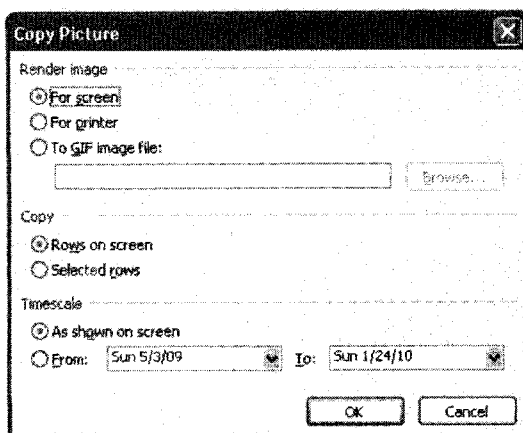 Copy Picture
Render image
For screen
For printer
To GIF image file:
Browse...
Copy
Rows on screen
Selected rows
Timescale
As shown on screen
From: Sun 5/3/09 To: Sun 1/24/10
OK Cancel